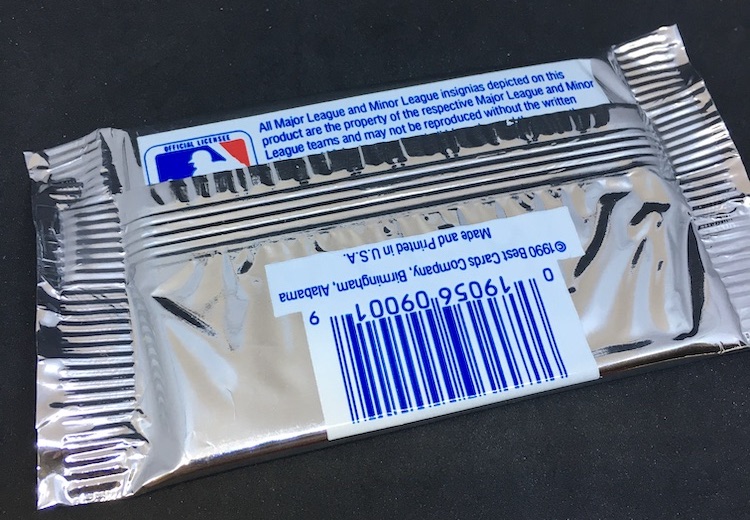 OFFICIAL LICENSEE
All Major League and Minor League insignias depicted on this
product are the property of the respective Major League and Minor
League teams and may not be reproduced without the written
©1990 Best Cards Company, Birmingham, Alabama
Made and Printed in U.S.A.
0 19056 09001 9